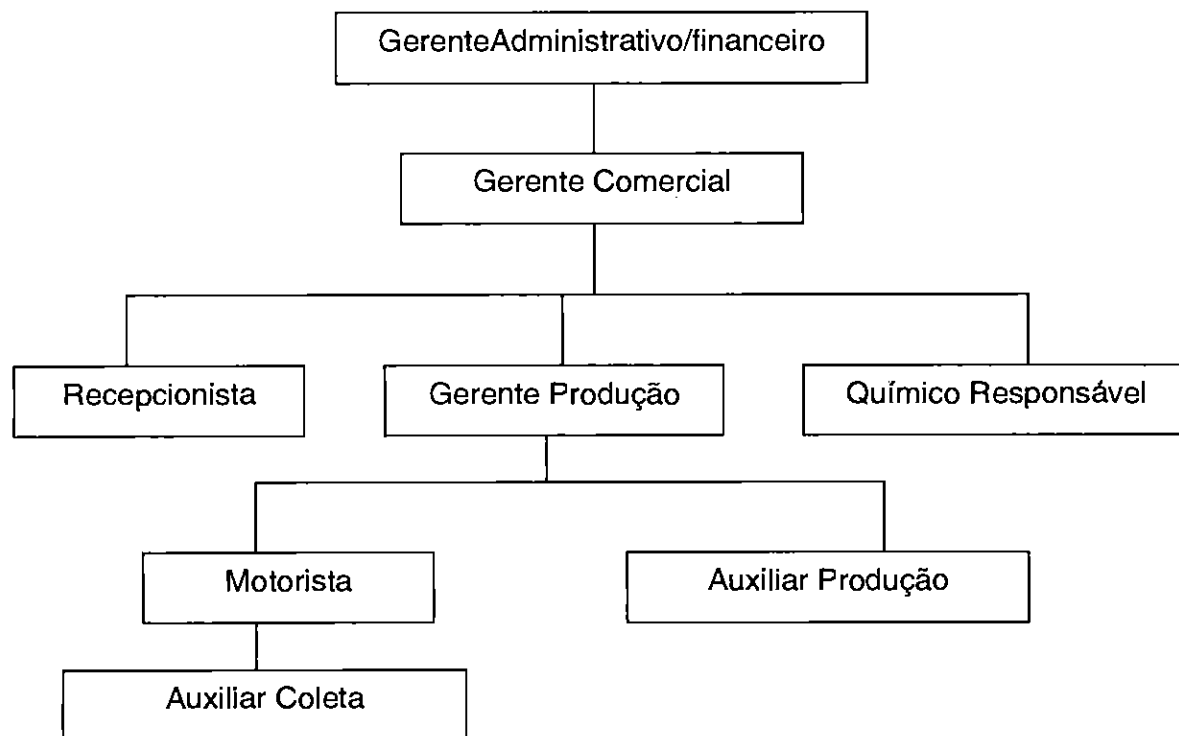 GerenteAdministrativo/financeiro
Gerente Comercial
Recepcionista
Gerente Produção
Químico Responsável
Motorista
Auxiliar Produção
Auxiliar Coleta